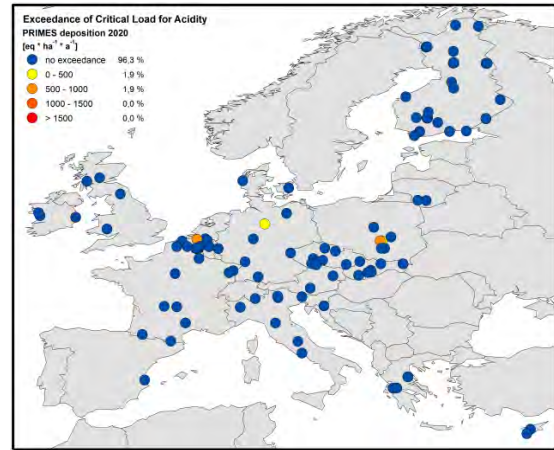 Exceedance of Critical Load for Acidity
PRIMES deposition 2020
[eq * ha⁻¹ * a⁻¹]
no exceedance 96,3 %
0 - 500 1,9 %
500 - 1000 1,9 %
1000 - 1500 0,0 %
> 1500 0,0 %